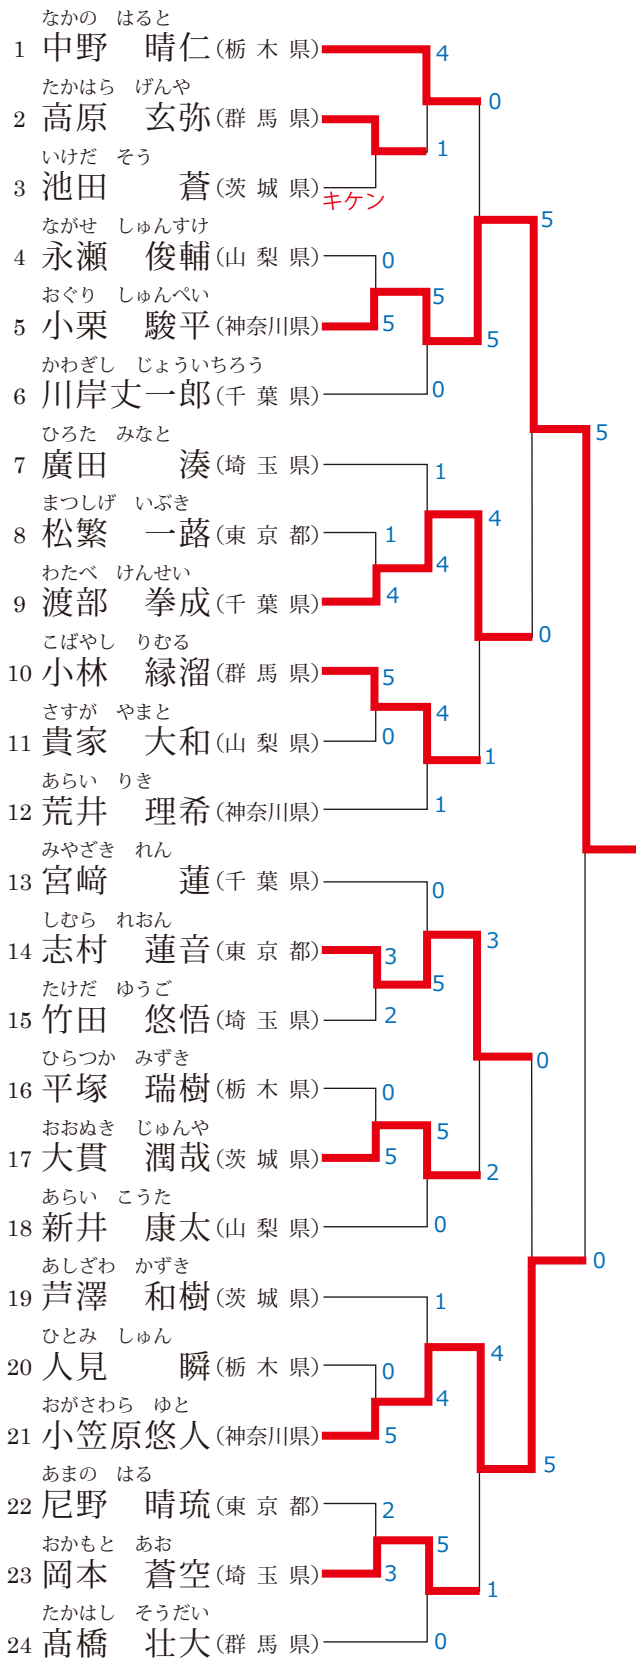 なかの はると
1 中野 晴仁(栃木県)
4
0
たかはら げんや
2 高原 玄弥(群馬県)
1
いけだ そう
3 池田 蒼(茨城県)
キケン
5
ながせ しゅんすけ
4 永瀬 俊輔(山梨県)
0
5
おぐり しゅんぺい
5 小栗 駿平(神奈川県)
5
5
かわぎし じょういちろう
6 川岸丈一郎(千葉県)
0
5
ひろた みなと
7 廣田 湊(埼玉県)
1
4
まつしげ いぶき
8 松繁 一蕗(東京都)
1
4
わたべ けんせい
9 渡部 拳成(千葉県)
4
0
こばやし りむる
10 小林 縁溜(群馬県)
5
4
さすが やまと
11 貴家 大和(山梨県)
0
1
あらい りき
12 荒井 理希(神奈川県)
1
みやざき れん
13 宮﨑 蓮(千葉県)
0
3
しむら れおん
14 志村 蓮音(東京都)
3
5
たけだ ゆうご
15 竹田 悠悟(埼玉県)
2
0
ひらつか みずき
16 平塚 瑞樹(栃木県)
0
5
おおぬき じゅんや
17 大貫 潤哉(茨城県)
5
2
あらい こうた
18 新井 康太(山梨県)
0
0
あしざわ かずき
19 芦澤 和樹(茨城県)
1
4
ひとみ しゅん
20 人見 瞬(栃木県)
0
4
おがさわら ゆと
21 小笠原悠人(神奈川県)
5
5
あまの はる
22 尼野 晴琉(東京都)
2
5
おかもと あお
23 岡本 蒼空(埼玉県)
3
1
たかはし そうだい
24 髙橋 壮大(群馬県)
0